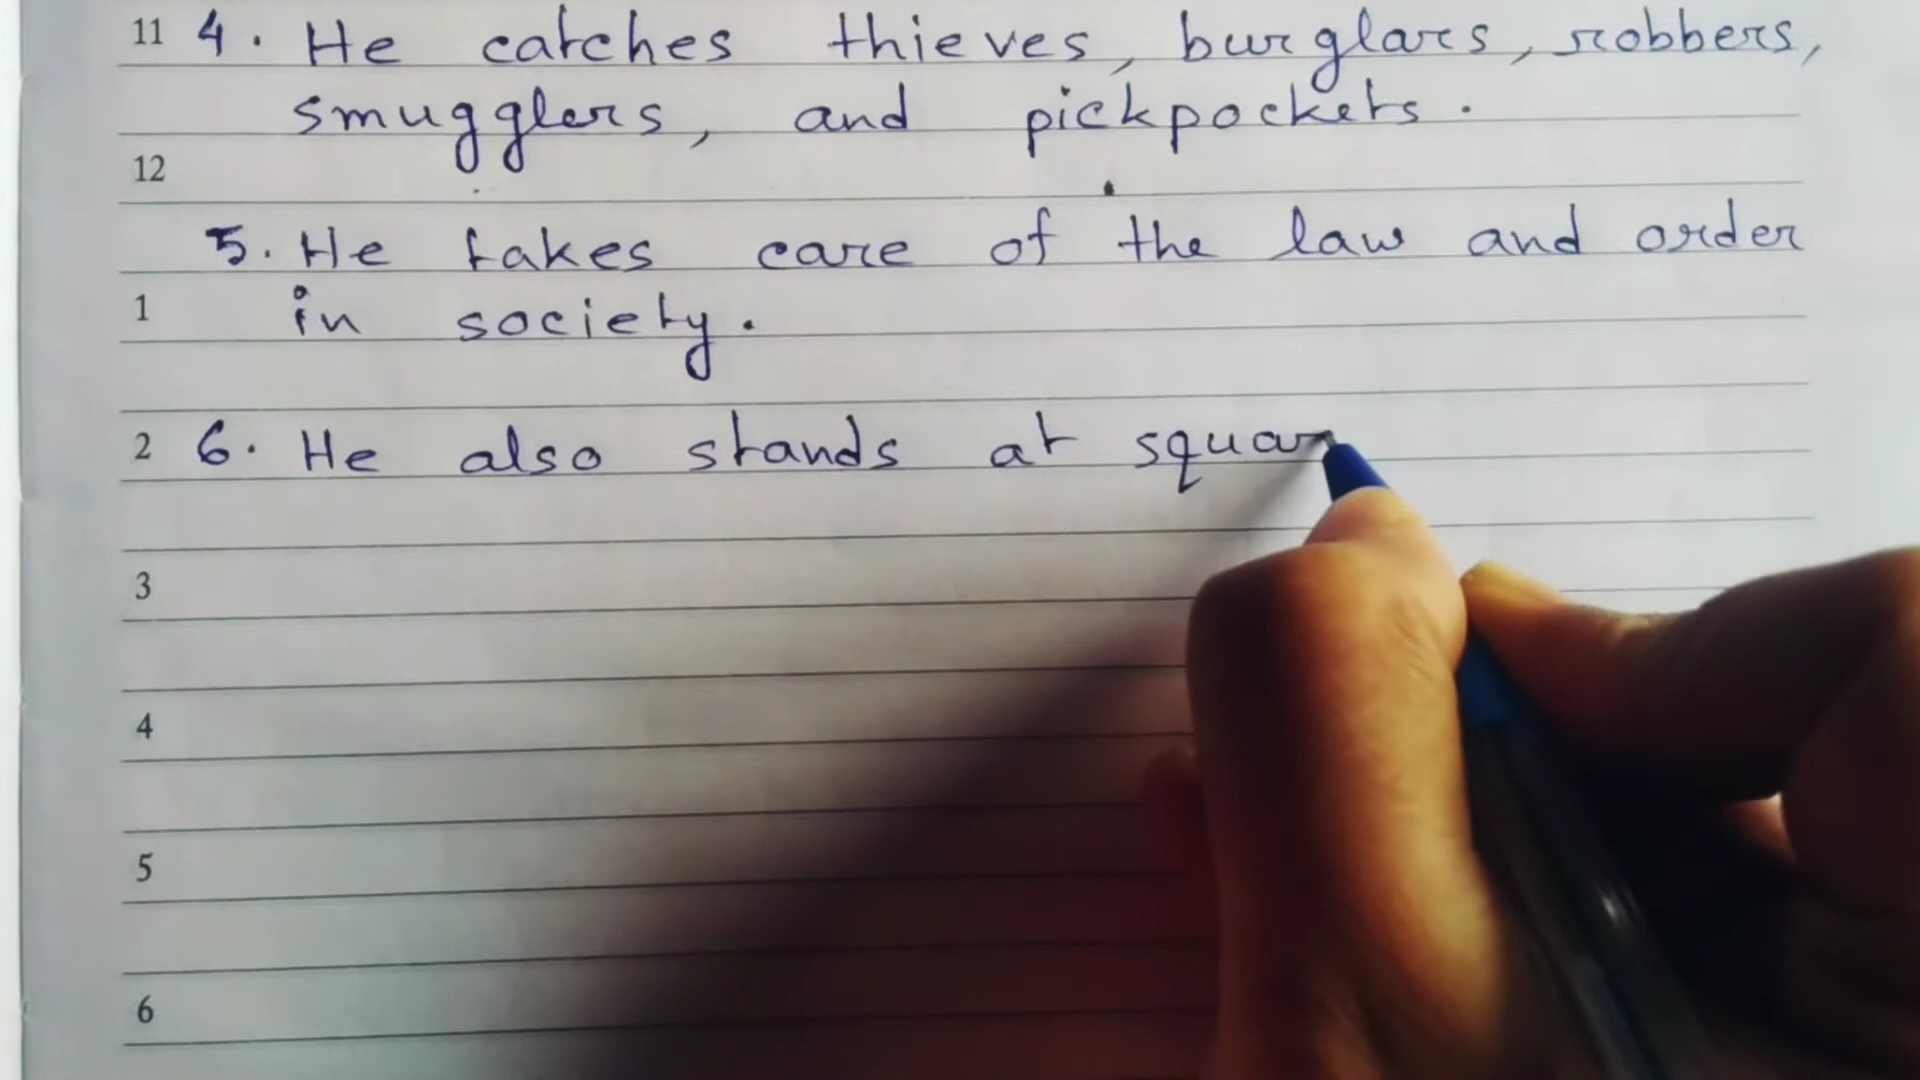 11 4. He catches thieves, burglars, robbers,
smugglers, and pickpockets.
12
5. He takes care of the law and order
1 in society.
2 6. He also stands at squar
3
4
5
6